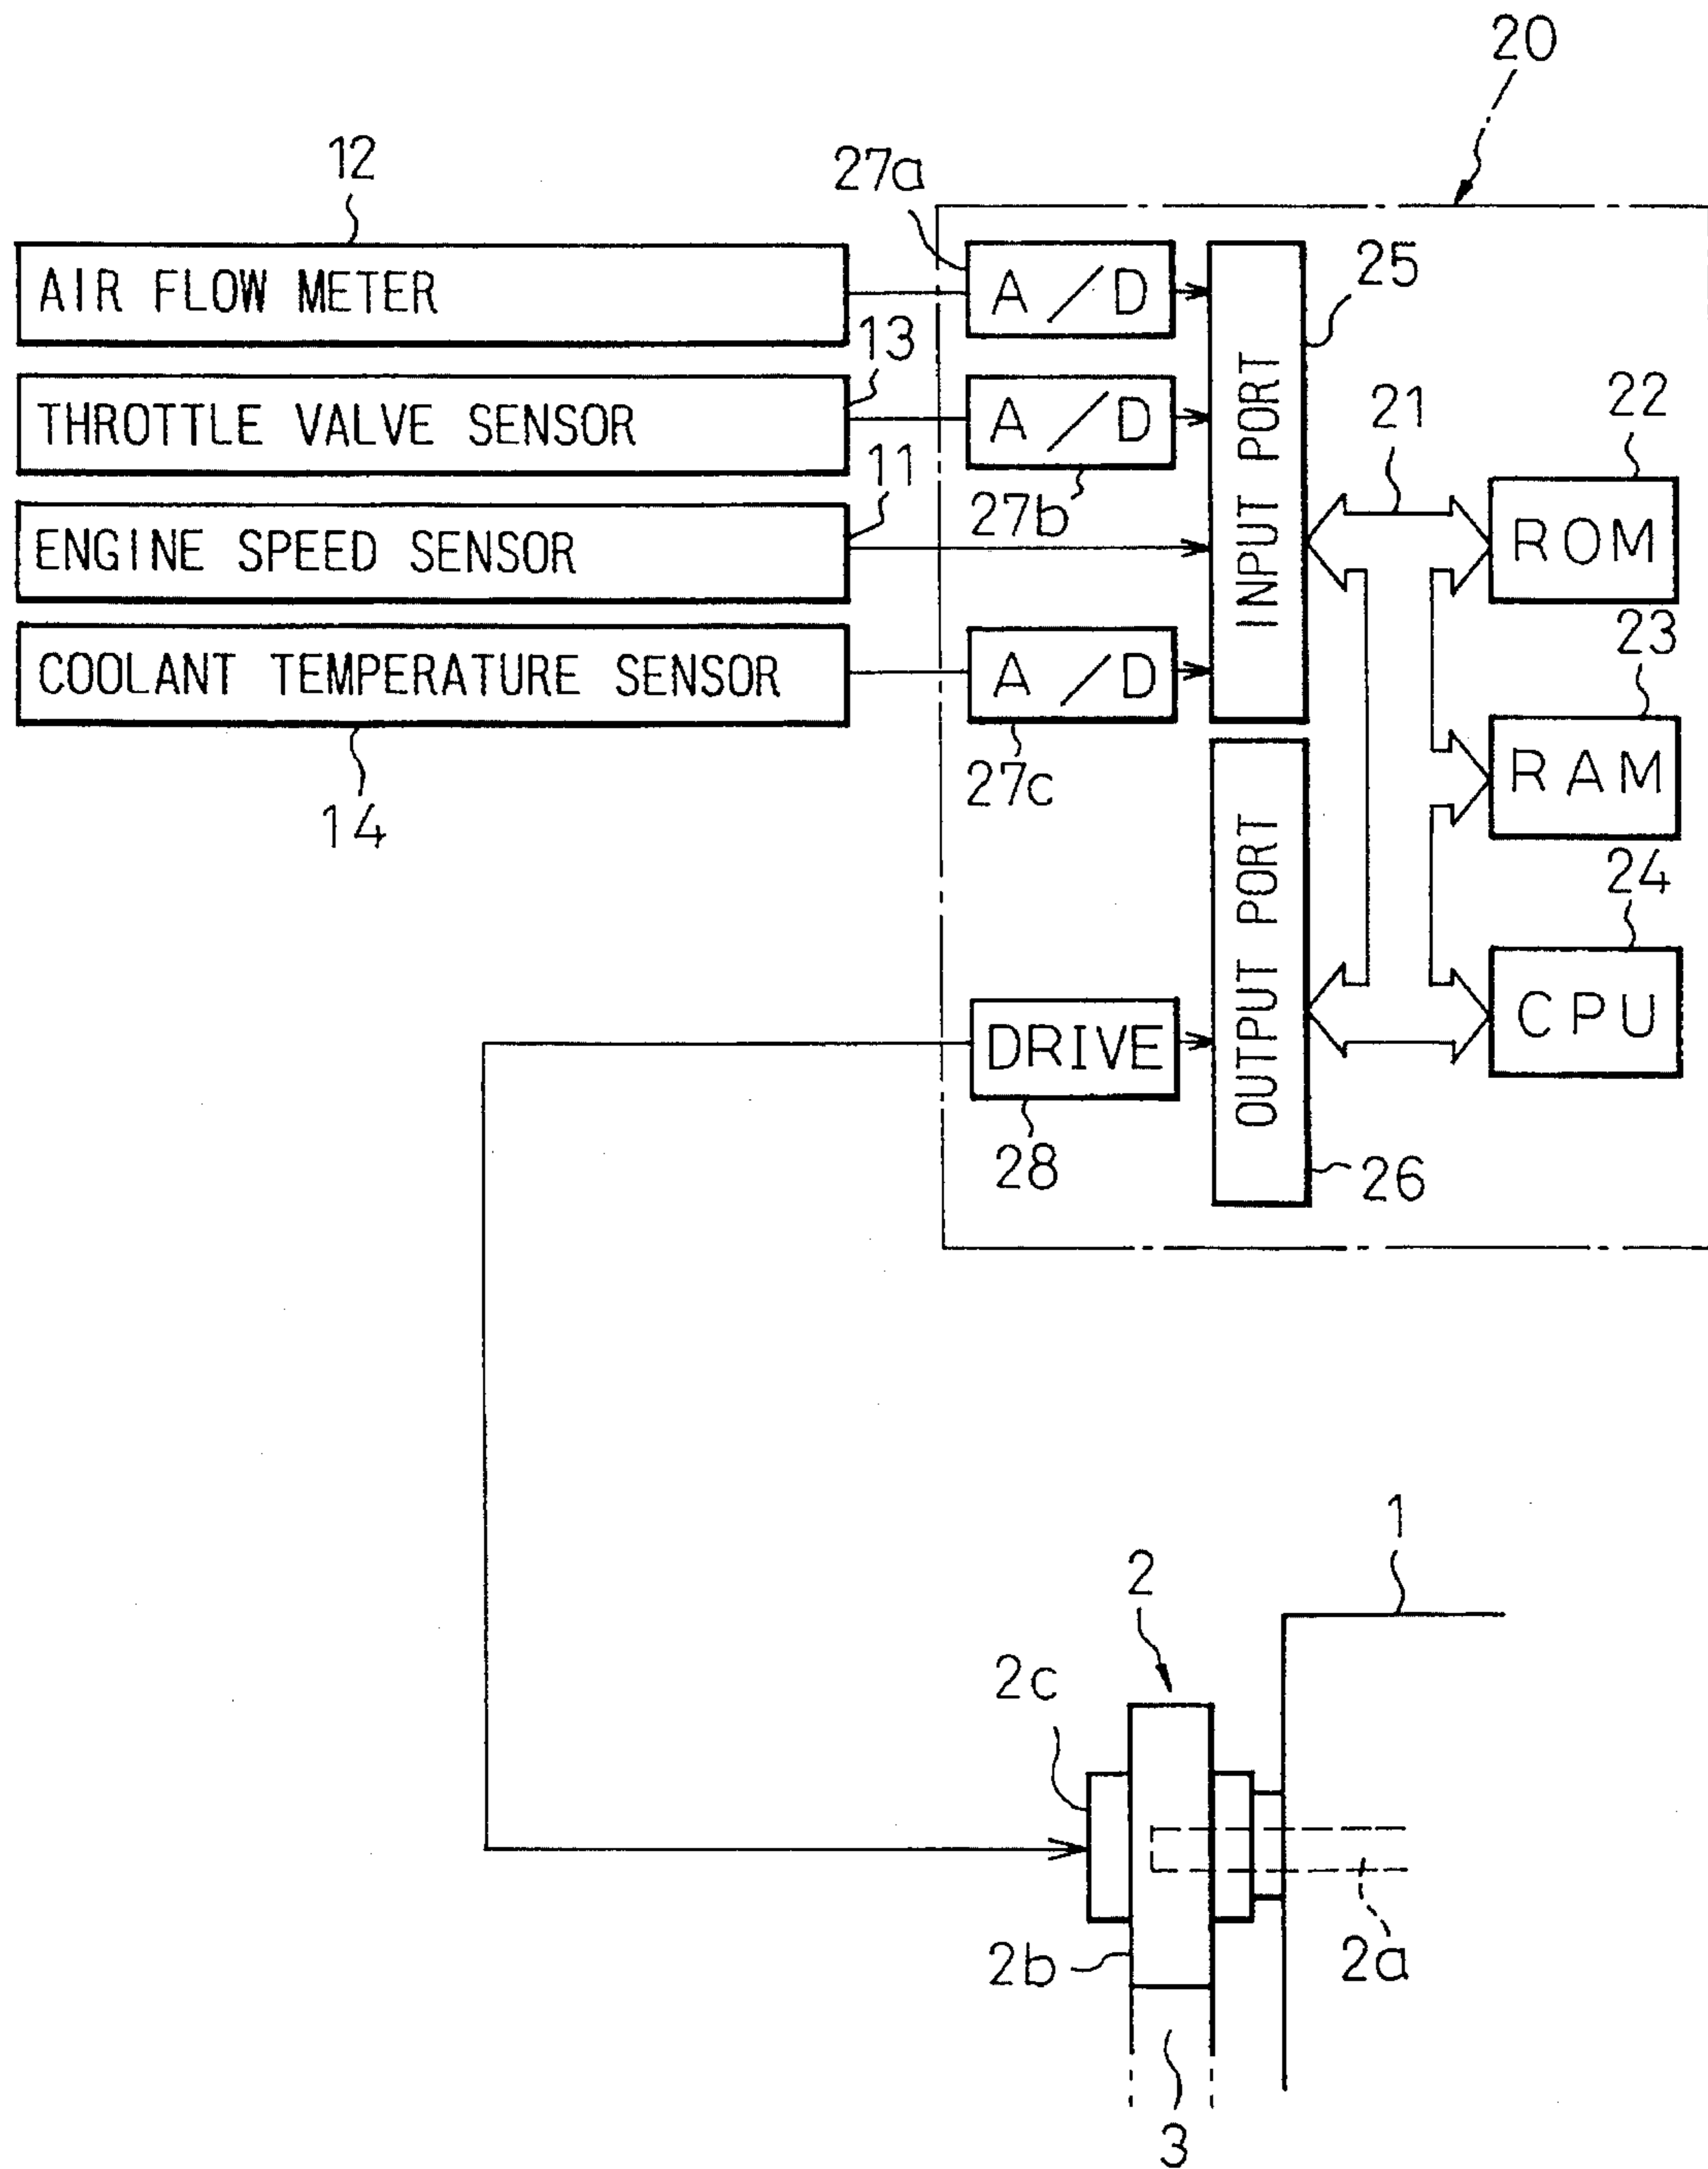 20
12
27a
AIR FLOW METER
A/D
25
13
THROTTLE VALVE SENSOR
A/D
INPUT PORT
21
22
11
27b
ENGINE SPEED SENSOR
ROM
23
COOLANT TEMPERATURE SENSOR
A/D
27c
14
RAM
24
OUTPUT PORT
DRIVE
CPU
28
26
1
2
2c
2b
2a
3